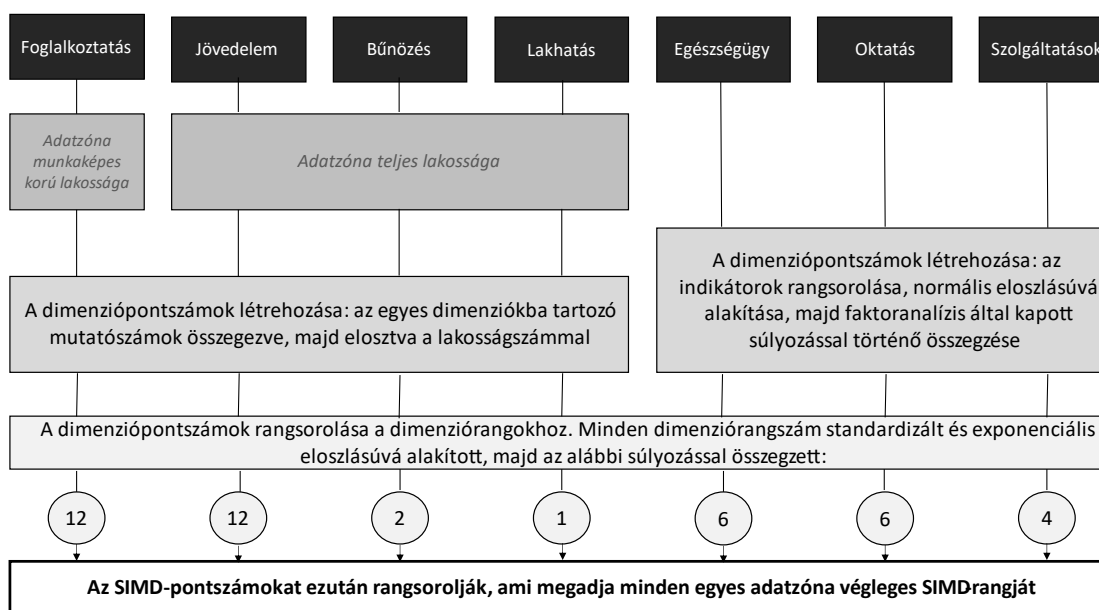 Foglalkoztatás
Jövedelem
Bűnözés
Lakhatás
Egészségügy
Oktatás
Szolgáltatások
Adatzóna
munkaképes
korú lakossága
Adatzóna teljes lakossága
A dimenziópontszámok létrehozása: az egyes dimenziókba tartozó
mutatószámok összegezve, majd elosztva a lakosságszámmal
A dimenziópontszámok létrehozása: az
indikátorok rangsorolása, normális eloszlásúvá
alakítása, majd faktoranalízis által kapott
súlyozással történő összegzése
A dimenziópontszámok rangsorolása a dimenziórangokhoz. Minden dimenziórangszám standardizált és exponenciális
eloszlásúvá alakított, majd az alábbi súlyozással összegzett:
12
12
2
1
6
6
4
Az SIMD-pontszámokat ezután rangsorolják, ami megadja minden egyes adatzóna végleges SIMDrangját